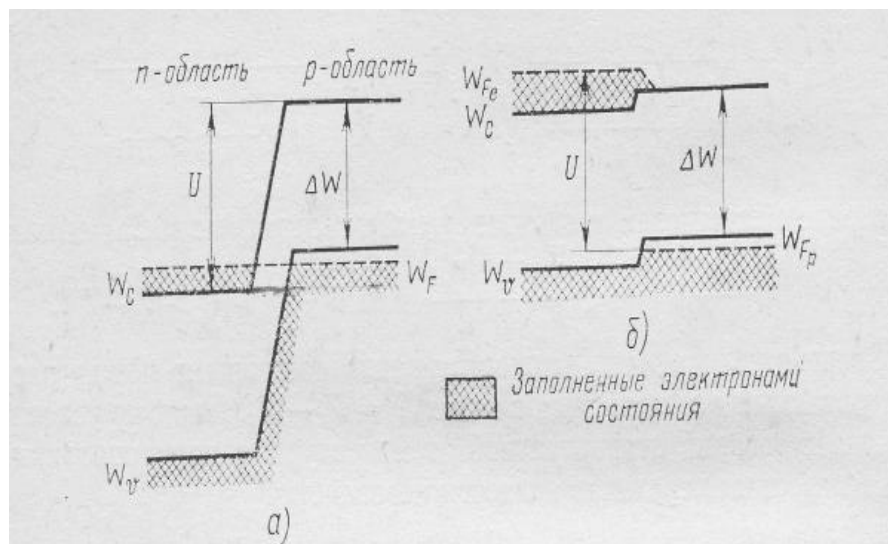 n-область p-область
U
ΔW
W_C
W_F
W_v
а)
W_Fe
W_C
U
ΔW
W_v
W_Fp
б)
Заполненные электронами
состояния